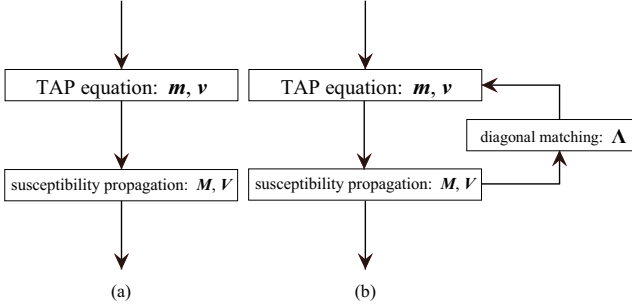 TAP equation: m, v
TAP equation: m, v
diagonal matching: Λ
susceptibility propagation: M, V
susceptibility propagation: M, V
(a)
(b)